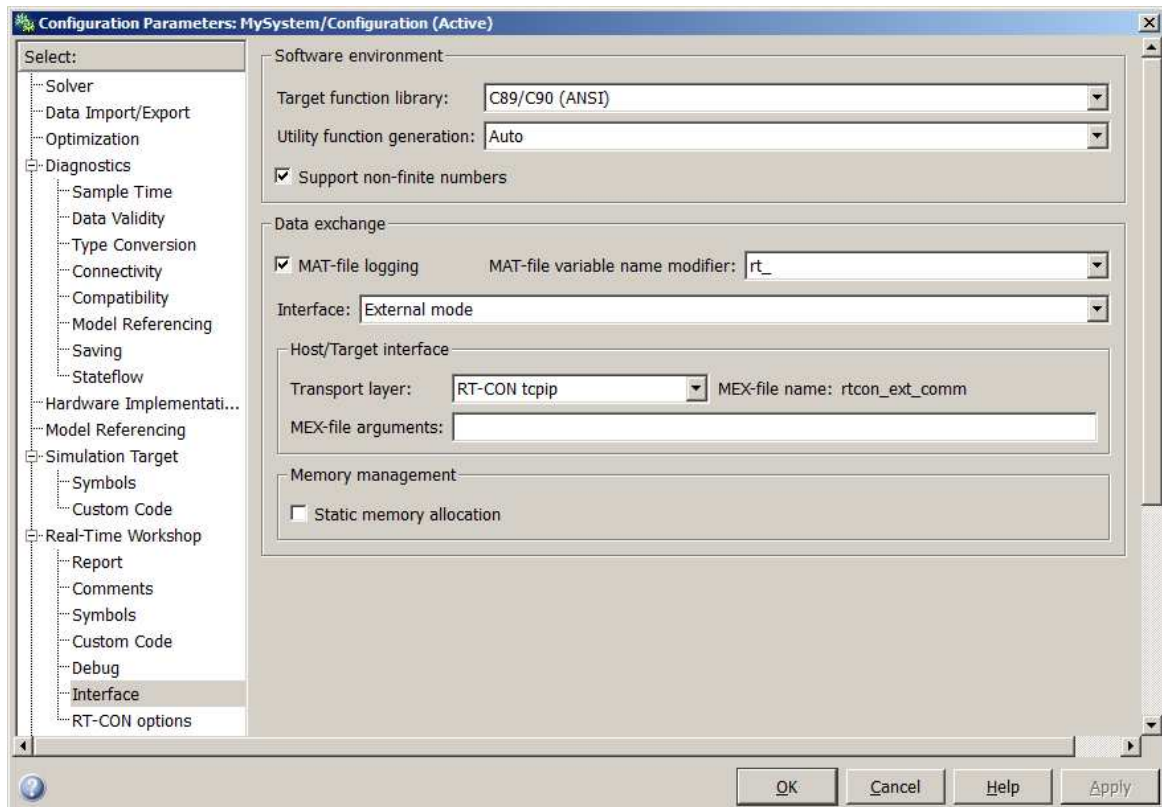 Configuration Parameters: MySystem/Configuration (Active)
Select:
Solver
Data Import/Export
Optimization
Diagnostics
Sample Time
Data Validity
Type Conversion
Connectivity
Compatibility
Model Referencing
Saving
Stateflow
Hardware Implementati...
Model Referencing
Simulation Target
Symbols
Custom Code
Real-Time Workshop
Report
Comments
Symbols
Custom Code
Debug
Interface
RT-CON options
Software environment
Target function library: C89/C90 (ANSI)
Utility function generation: Auto
Support non-finite numbers
Data exchange
MAT-file logging MAT-file variable name modifier: rt_
Interface: External mode
Host/Target interface
Transport layer: RT-CON tcpip MEX-file name: rtcon_ext_comm
MEX-file arguments:
Memory management
Static memory allocation
OK Cancel Help Apply